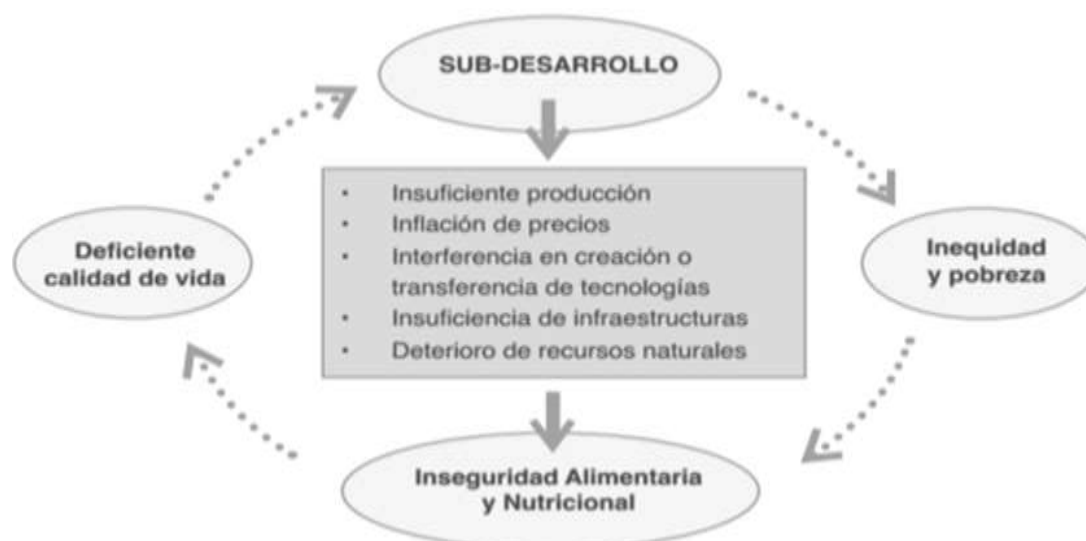 SUB-DESARROLLO
• Insuficiente producción
• Inflación de precios
• Interferencia en creación o
transferencia de tecnologías
• Insuficiencia de infraestructuras
• Deterioro de recursos naturales
Deficiente
calidad de vida
Inequidad
y pobreza
Inseguridad Alimentaria
y Nutricional